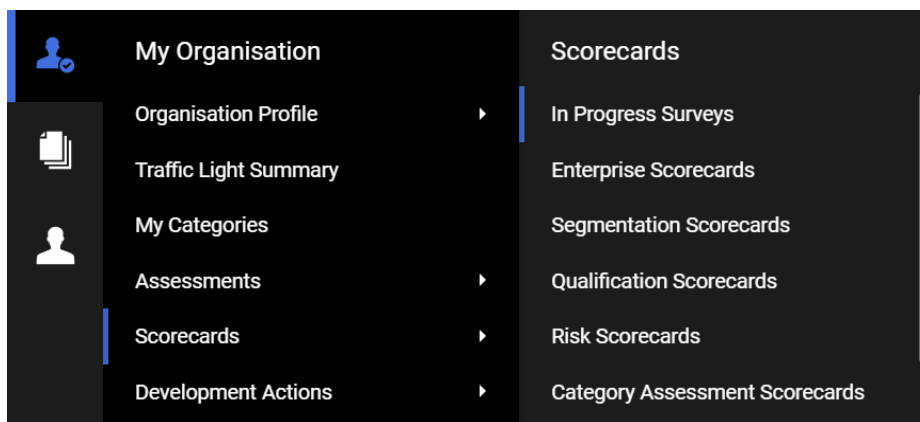 My Organisation
Organisation Profile
Traffic Light Summary
My Categories
Assessments
Scorecards
Development Actions
Scorecards
In Progress Surveys
Enterprise Scorecards
Segmentation Scorecards
Qualification Scorecards
Risk Scorecards
Category Assessment Scorecards